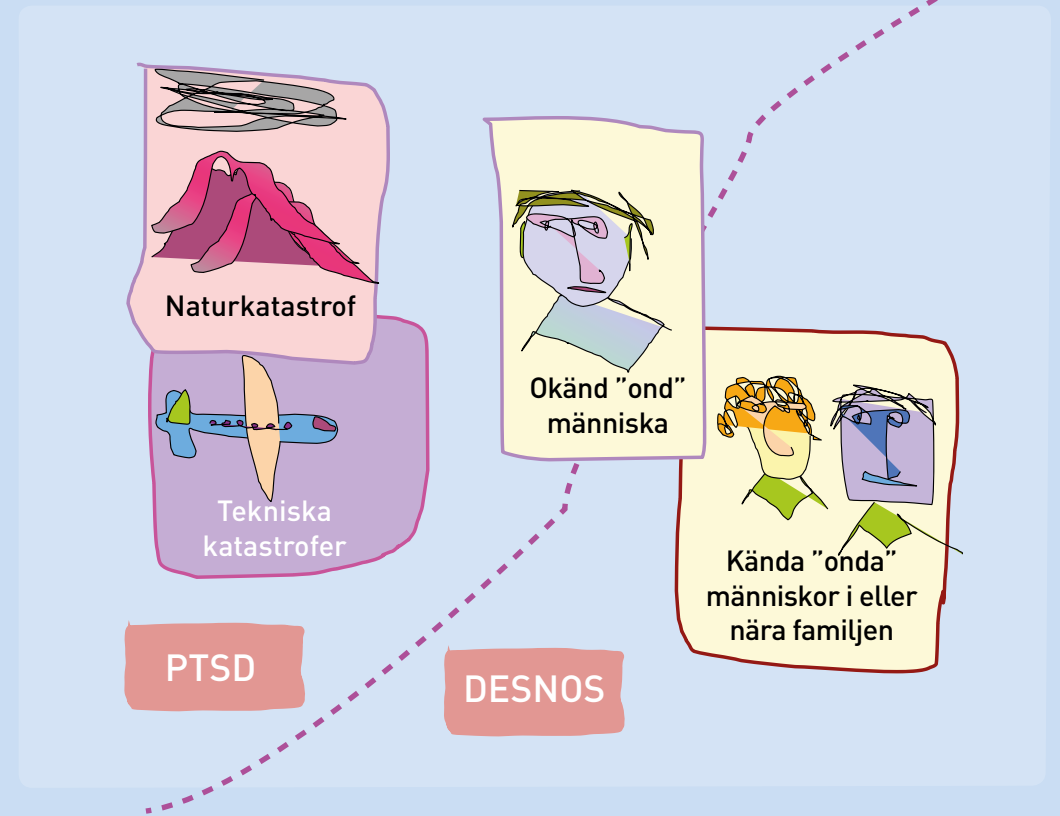 Naturkatastrof
Tekniska
katastrofer
Okänd ”ond”
människa
Kända ”onda”
människor i eller
nära familjen
PTSD
DESNOS